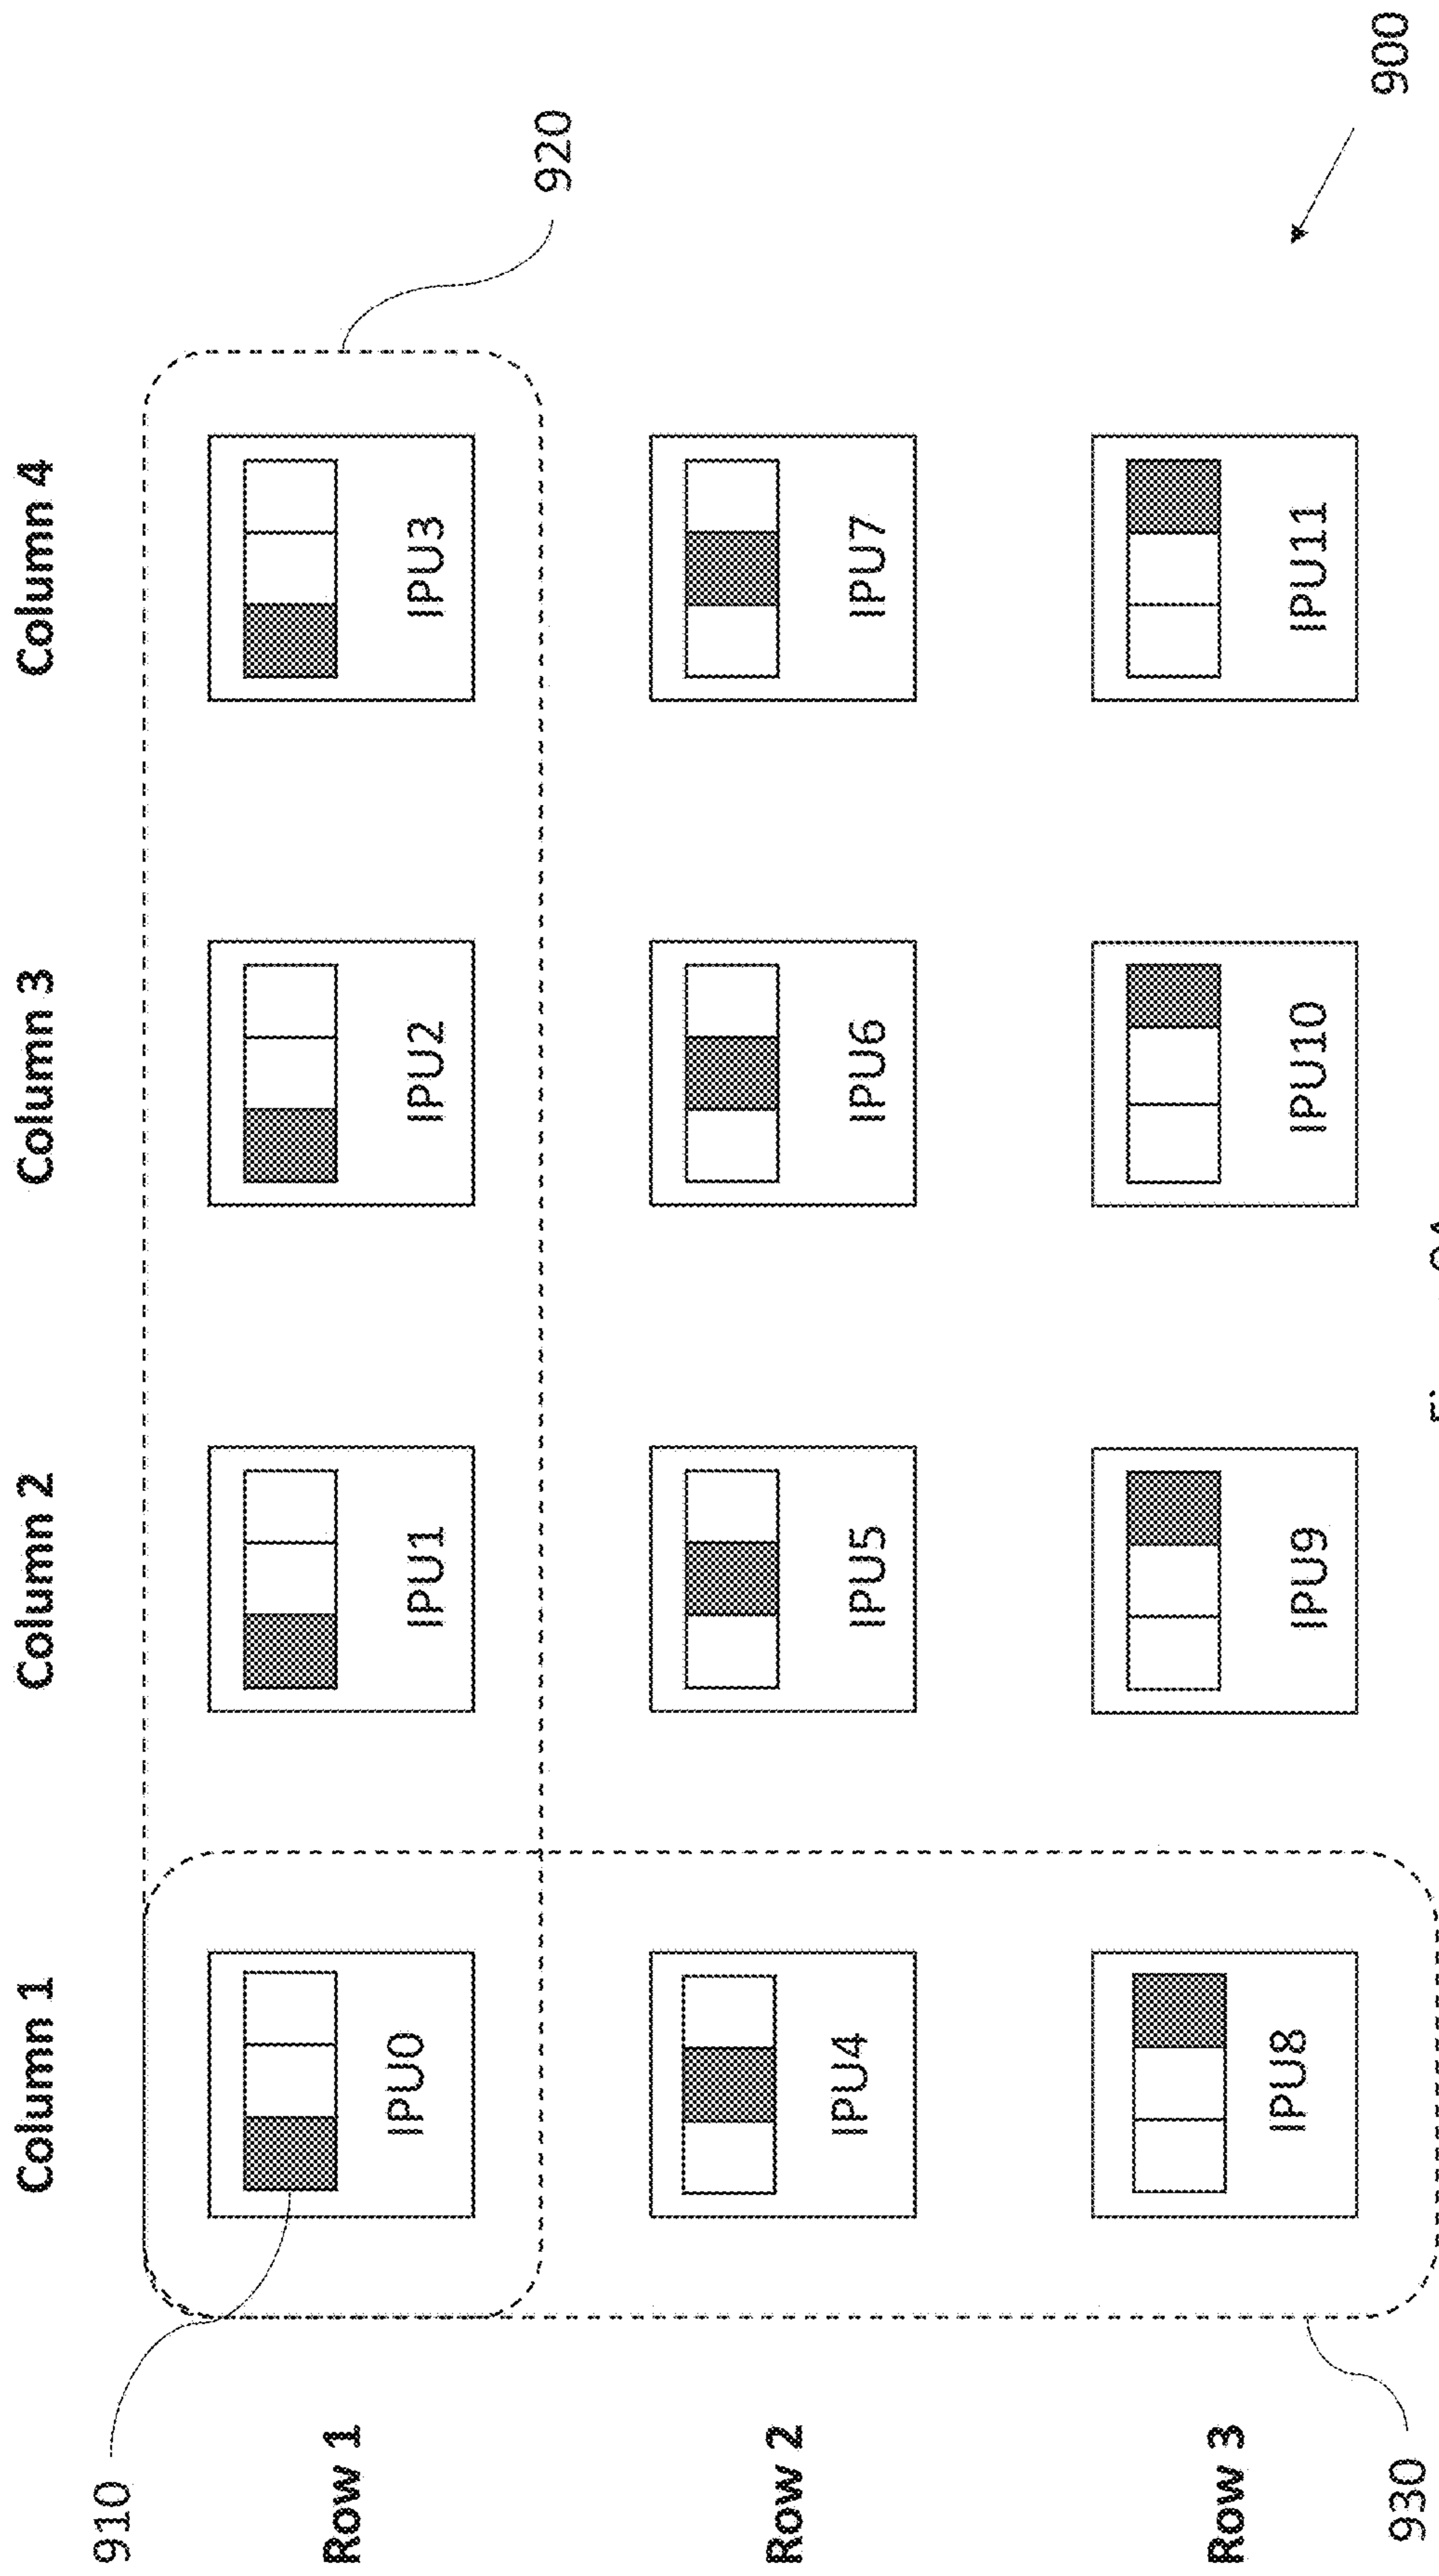 Column 1 Column 2 Column 3 Column 4
910
Row 1 IPU0 IPU1 IPU2 IPU3
920
Row 2 IPU4 IPU5 IPU6 IPU7
Row 3 IPU8 IPU9 IPU10 IPU11
930
900